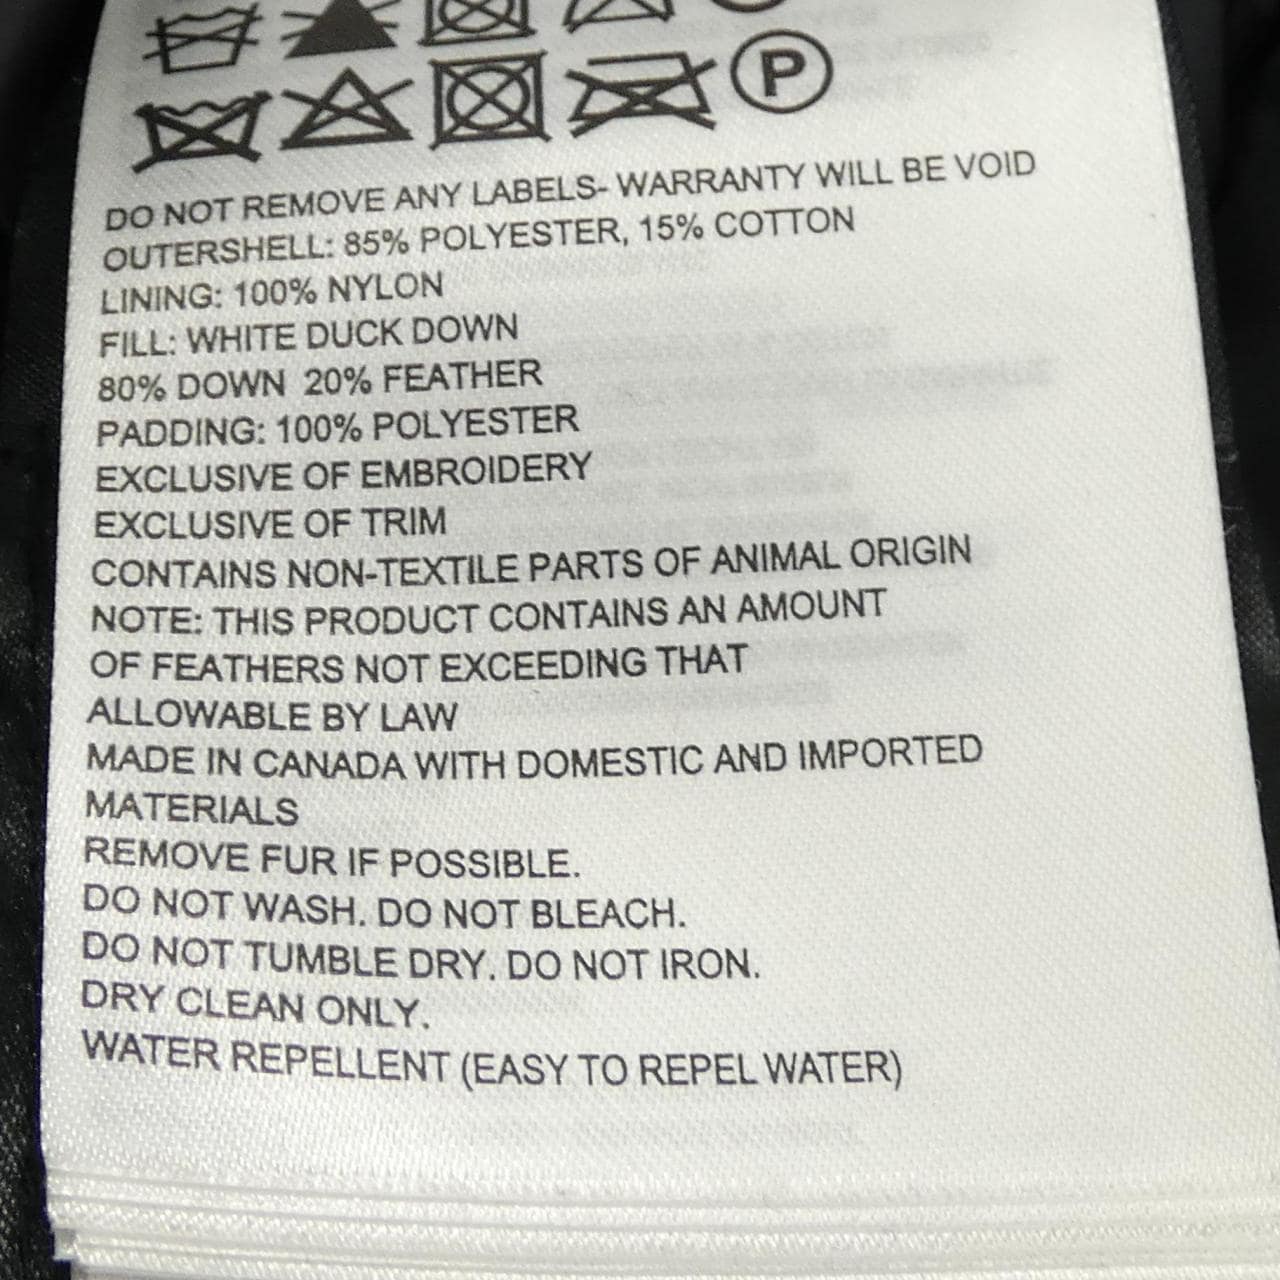 P
DO NOT REMOVE ANY LABELS- WARRANTY WILL BE VOID
OUTERSHELL: 85% POLYESTER, 15% COTTON
LINING: 100% NYLON
FILL: WHITE DUCK DOWN
80% DOWN 20% FEATHER
PADDING: 100% POLYESTER
EXCLUSIVE OF EMBROIDERY
EXCLUSIVE OF TRIM
CONTAINS NON-TEXTILE PARTS OF ANIMAL ORIGIN
NOTE: THIS PRODUCT CONTAINS AN AMOUNT
OF FEATHERS NOT EXCEEDING THAT
ALLOWABLE BY LAW
MADE IN CANADA WITH DOMESTIC AND IMPORTED
MATERIALS
REMOVE FUR IF POSSIBLE.
DO NOT WASH. DO NOT BLEACH.
DO NOT TUMBLE DRY. DO NOT IRON.
DRY CLEAN ONLY.
WATER REPELLENT (EASY TO REPEL WATER)